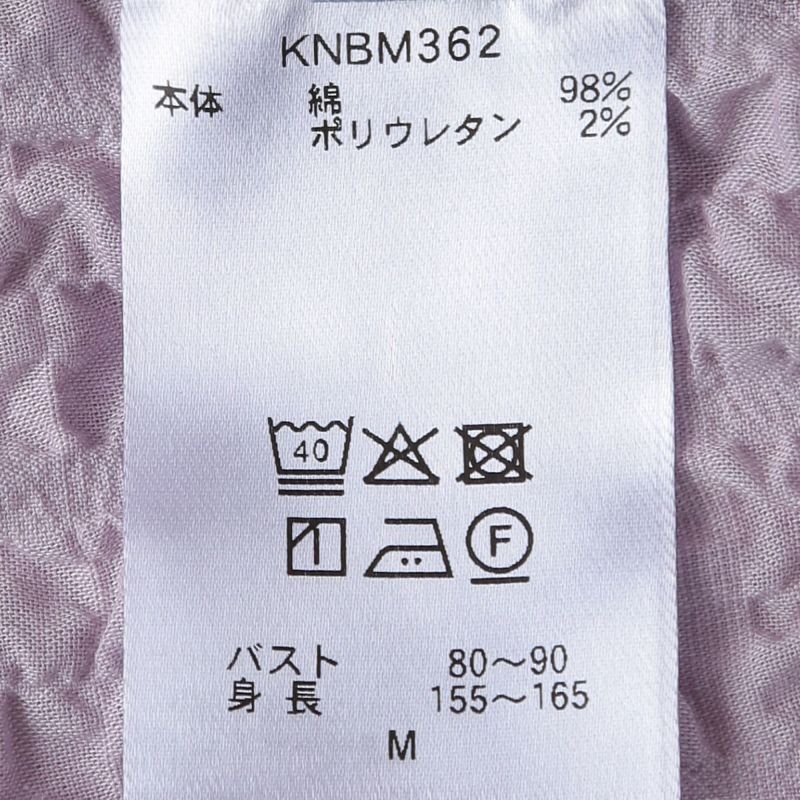 KNBM362
本体 綿 98%
ポリウレタン 2%
40
F
バスト 80～90
身長 155～165
M